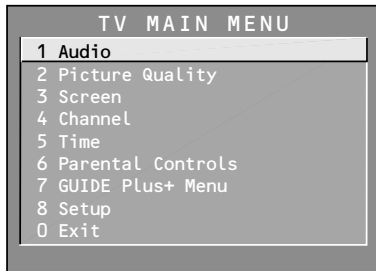 TV MAIN MENU
1 Audio
2 Picture Quality
3 Screen
4 Channel
5 Time
6 Parental Controls
7 GUIDE Plus+ Menu
8 Setup
0 Exit